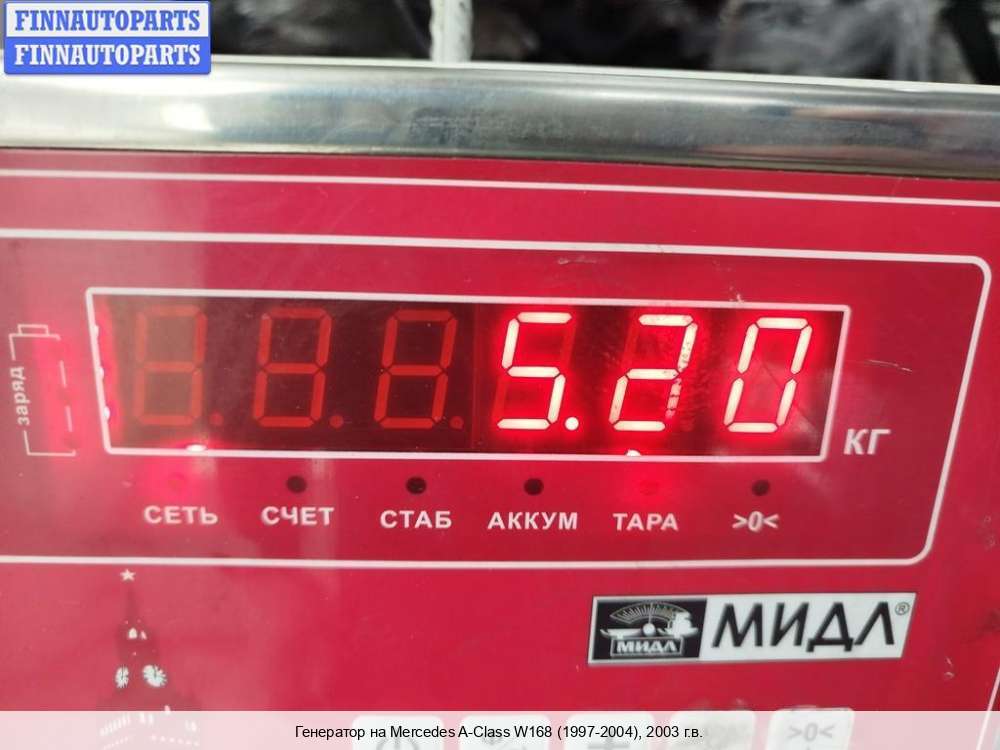 FINNAUTOPARTS
FINNAUTOPARTS
заряд
5.20
КГ
СЕТЬ СЧЕТ СТАБ АККУМ ТАРА >0<
МИДЛ МИДЛ®
>0<
Генератор на Mercedes A-Class W168 (1997-2004), 2003 г.в.